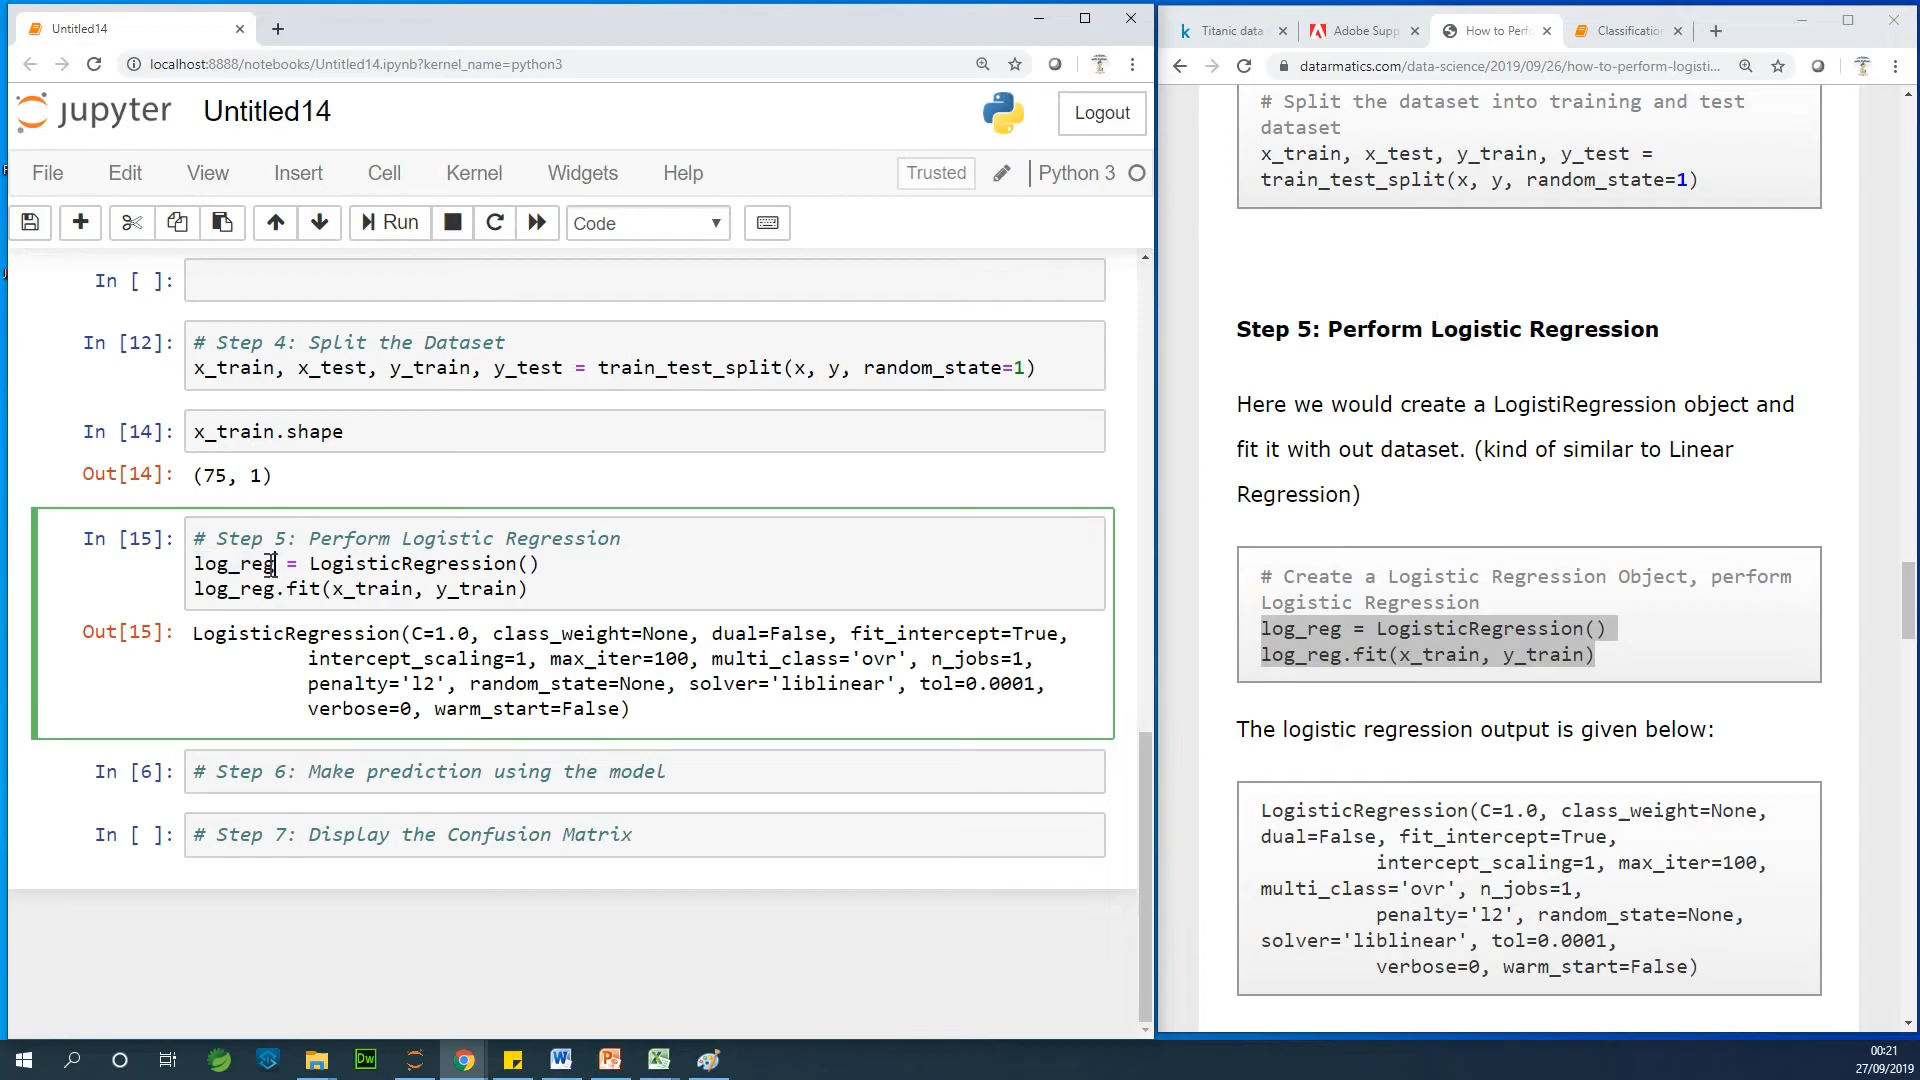 Untitled14
localhost:8888/notebooks/Untitled14.ipynb?kernel_name=python3
jupyter Untitled14
Logout
File Edit View Insert Cell Kernel Widgets Help
Trusted
Python 3
Run
Code
In [ ]:
In [12]:
# Step 4: Split the Dataset
x_train, x_test, y_train, y_test = train_test_split(x, y, random_state=1)
In [14]:
x_train.shape
Out[14]:
(75, 1)
In [15]:
# Step 5: Perform Logistic Regression
log_reg = LogisticRegression()
log_reg.fit(x_train, y_train)
Out[15]:
LogisticRegression(C=1.0, class_weight=None, dual=False, fit_intercept=True,
intercept_scaling=1, max_iter=100, multi_class='ovr', n_jobs=1,
penalty='l2', random_state=None, solver='liblinear', tol=0.0001,
verbose=0, warm_start=False)
In [6]:
# Step 6: Make prediction using the model
In [ ]:
# Step 7: Display the Confusion Matrix
Titanic data
Adobe Supp
How to Perf
Classification
datarmatics.com/data-science/2019/09/26/how-to-perform-logisti...
# Split the dataset into training and test
dataset
x_train, x_test, y_train, y_test =
train_test_split(x, y, random_state=1)
Step 5: Perform Logistic Regression
Here we would create a LogistiRegression object and
fit it with out dataset. (kind of similar to Linear
Regression)
# Create a Logistic Regression Object, perform
Logistic Regression
log_reg = LogisticRegression()
log_reg.fit(x_train, y_train)
The logistic regression output is given below:
LogisticRegression(C=1.0, class_weight=None,
dual=False, fit_intercept=True,
intercept_scaling=1, max_iter=100,
multi_class='ovr', n_jobs=1,
penalty='l2', random_state=None,
solver='liblinear', tol=0.0001,
verbose=0, warm_start=False)
Dw
00:21
27/09/2019